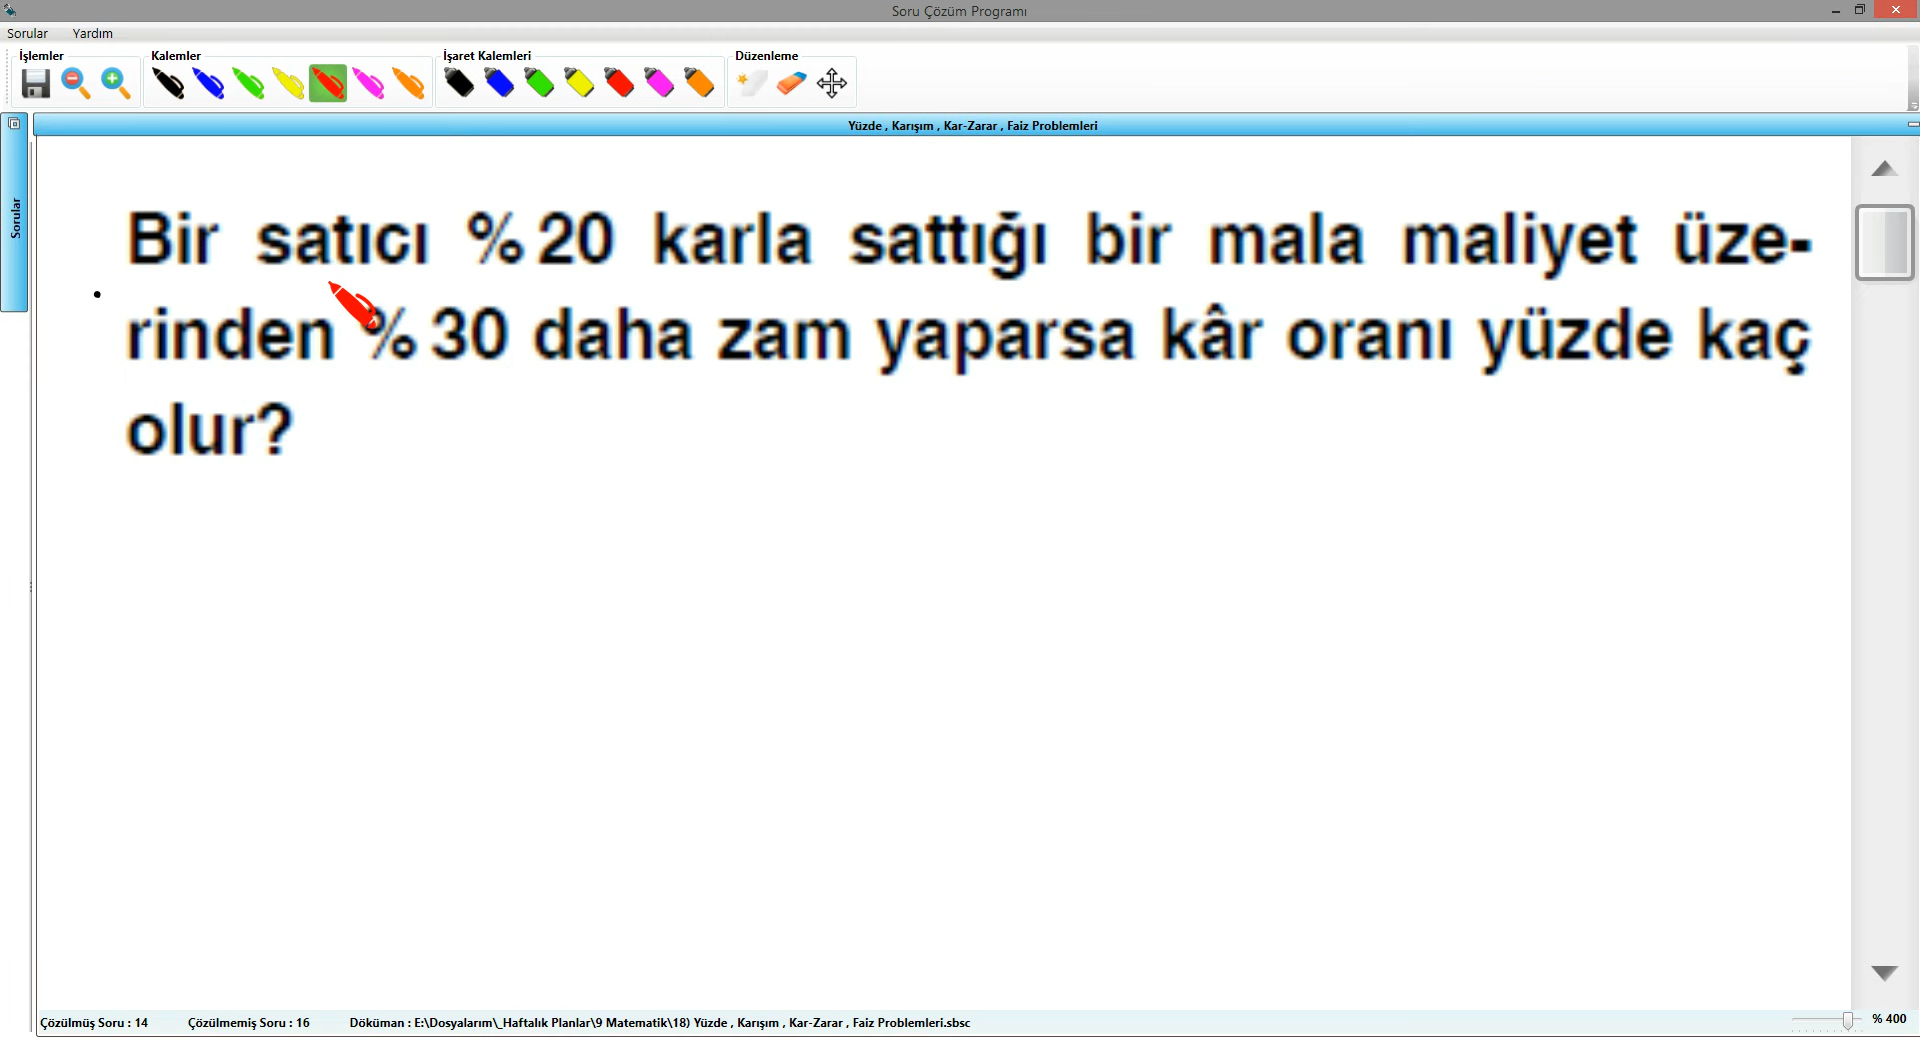 Soru Çözüm Programı
Sorular Yardım
İşlemler Kalemler İşaret Kalemleri Düzenleme
Yüzde , Karışım , Kar-Zarar , Faiz Problemleri
Sorular
Bir satıcı %20 karla sattığı bir mala maliyet üze-
rinden %30 daha zam yaparsa kâr oranı yüzde kaç
olur?
Çözülmüş Soru : 14 Çözülmemiş Soru : 16 Döküman : E:\Dosyalarım\_Haftalık Planlar\9 Matematik\18) Yüzde , Karışım , Kar-Zarar , Faiz Problemleri.sbsc % 400